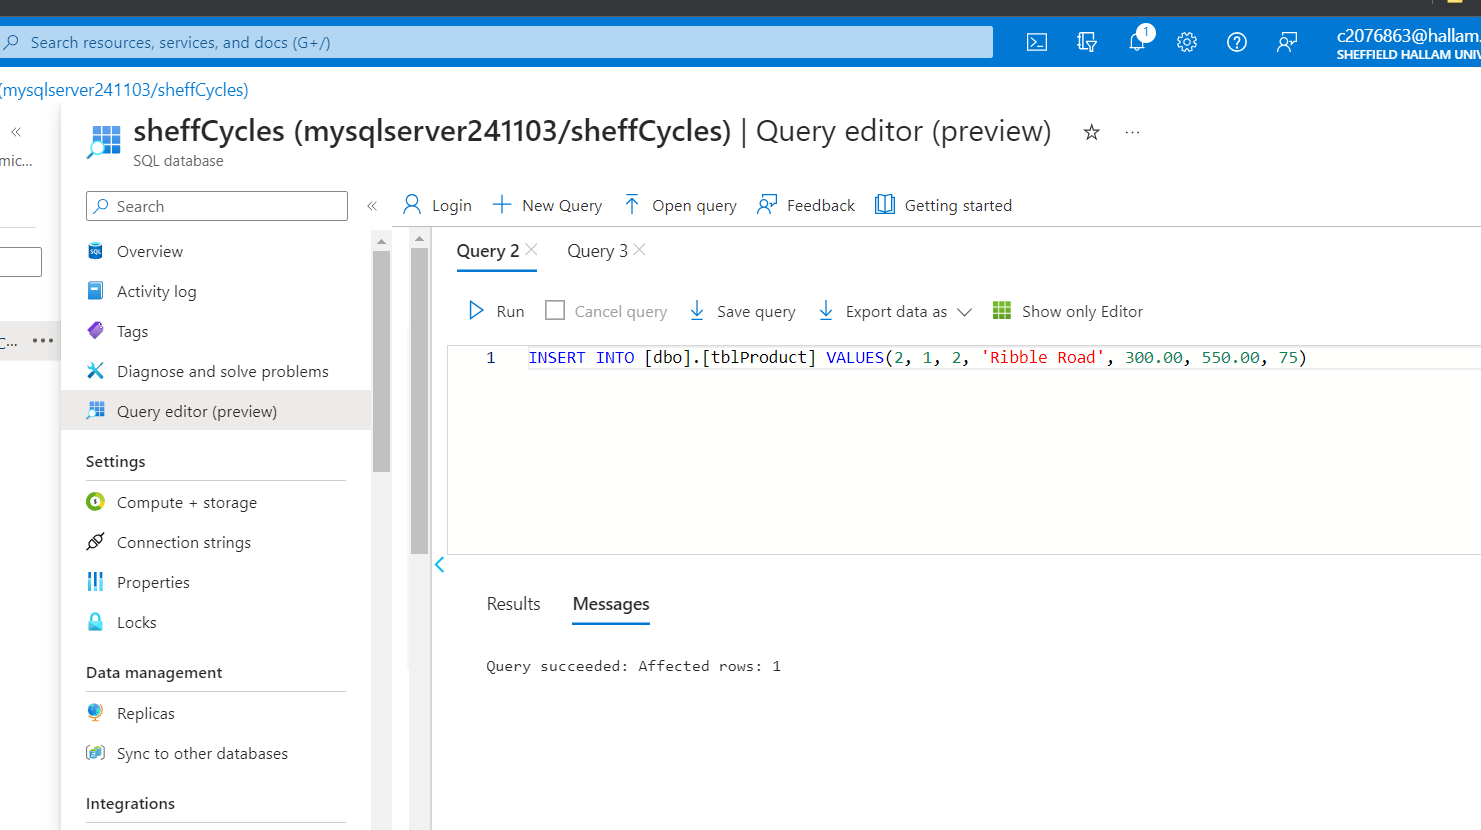 Search resources, services, and docs (G+/)
1
c2076863@hallam.
SHEFFIELD HALLAM UNIV
(mysqlserver241103/sheffCycles)
«
mic...
sheffCycles (mysqlserver241103/sheffCycles) | Query editor (preview)
...
SQL database
Search
«
Login
New Query
Open query
Feedback
Getting started
SQL
Overview
Activity log
Tags
Diagnose and solve problems
Query editor (preview)
Settings
Compute + storage
Connection strings
Properties
Locks
Data management
Replicas
Sync to other databases
Integrations
C...
Query 2
Query 3
Run
Cancel query
Save query
Export data as
Show only Editor
1 INSERT INTO [dbo].[tblProduct] VALUES(2, 1, 2, 'Ribble Road', 300.00, 550.00, 75)
Results
Messages
Query succeeded: Affected rows: 1